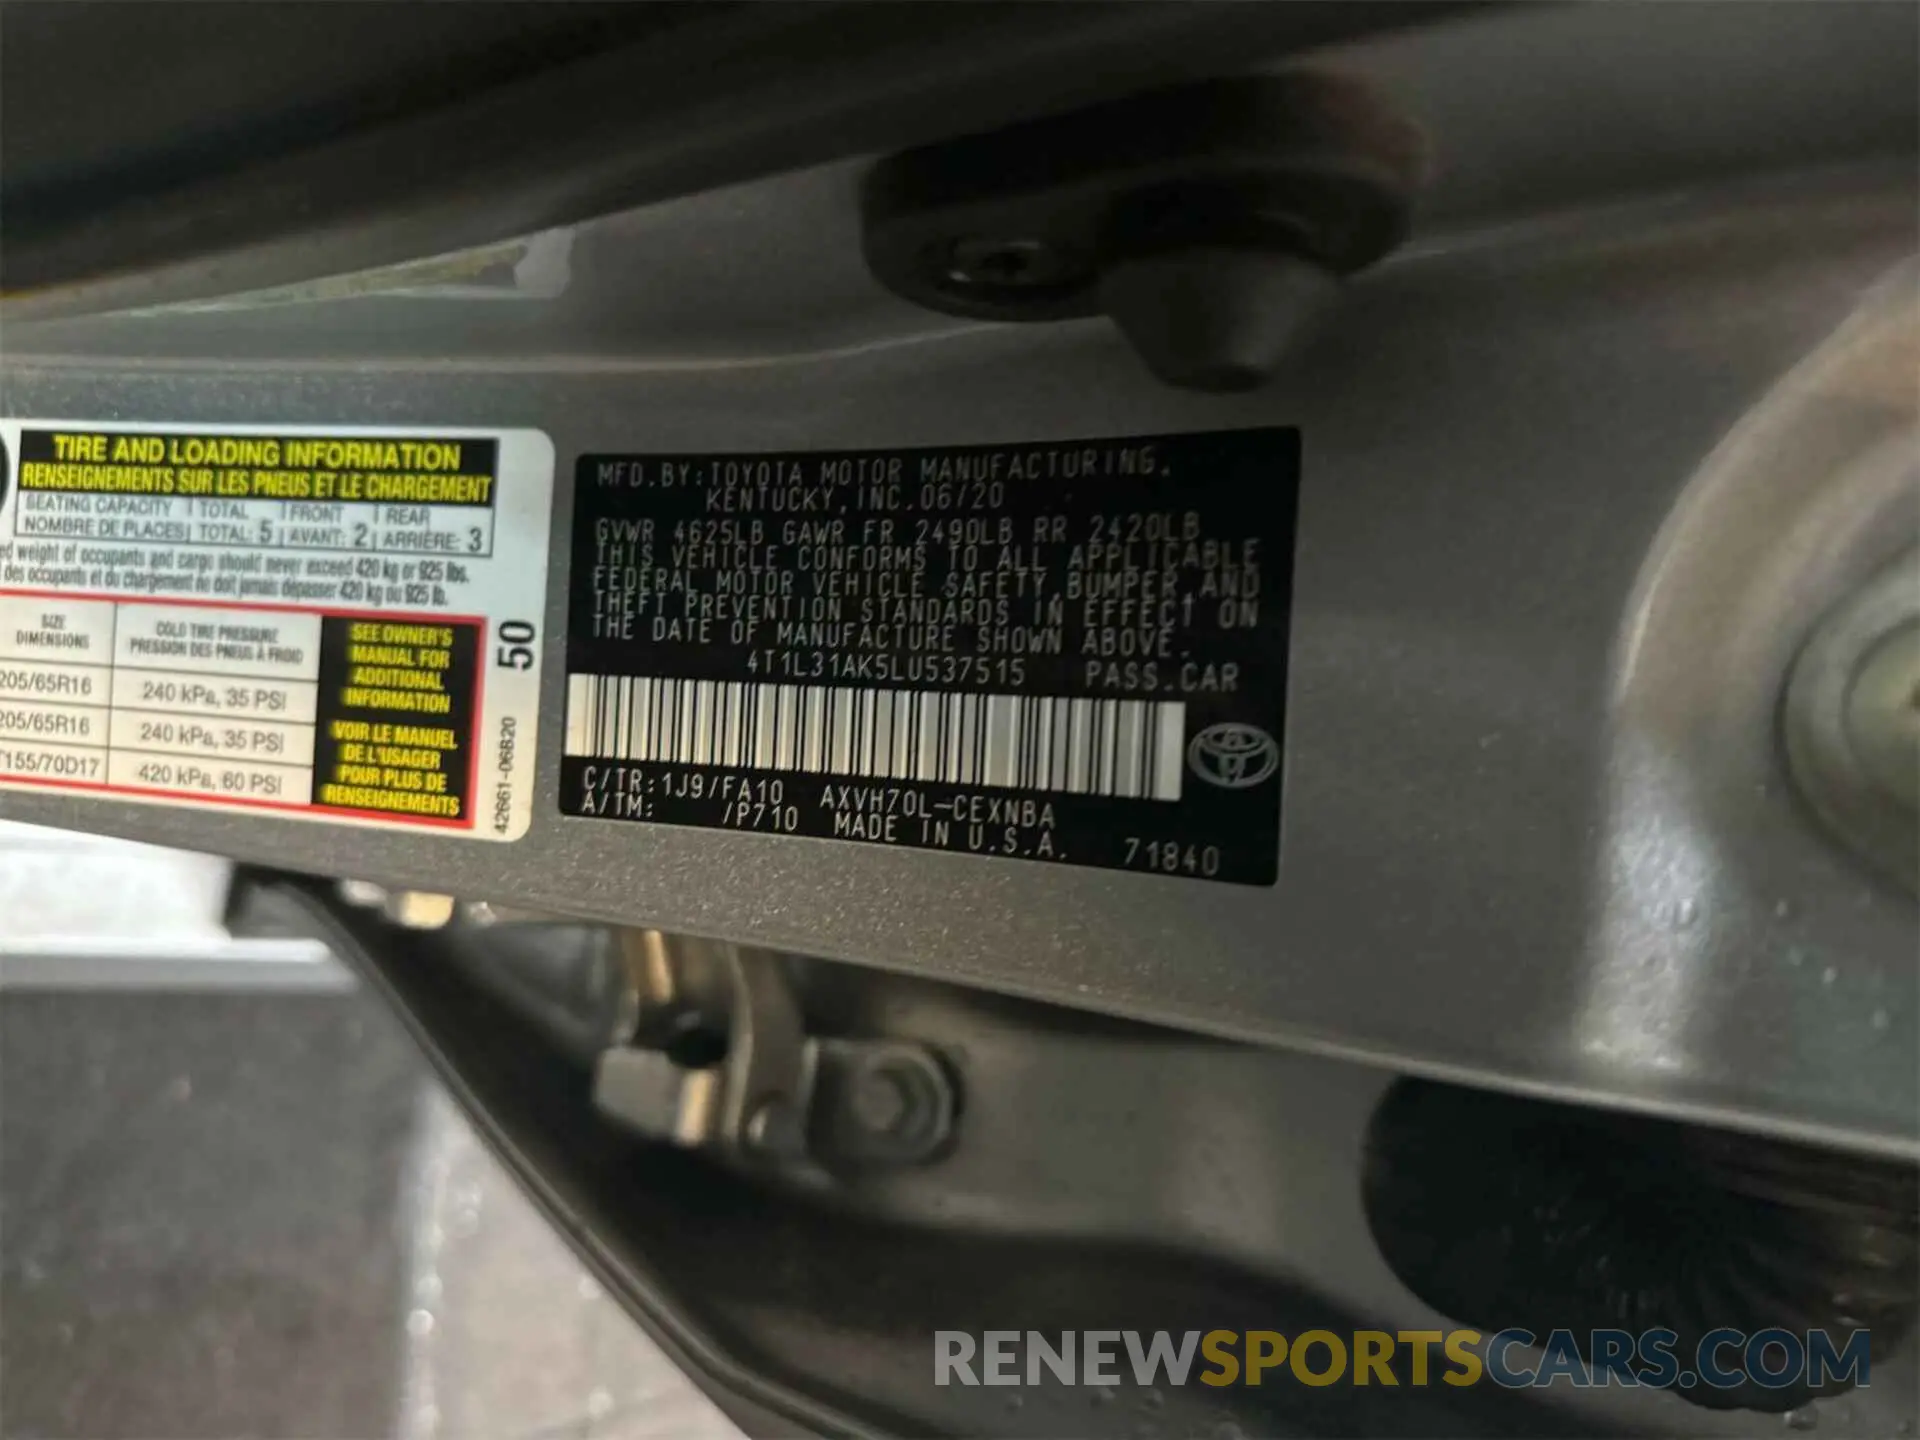 TIRE AND LOADING INFORMATION
RENSEIGNEMENTS SUR LES PNEUS ET LE CHARGEMENT
SEATING CAPACITY TOTAL FRONT REAR
NOMBRE DE PLACES TOTAL: 5 AVANT: 2 ARRIÈRE: 3
ed weight of occupants and cargo should never exceed 420 kg or 925 lbs.
des occupants et du chargement ne doit jamais dépasser 420 kg ou 925 lb.
SIZE
DIMENSIONS
COLD TIRE PRESSURE
PRESSION DES PNEUS À FROID
205/65R16 240 kPa, 35 PSI
205/65R16 240 kPa, 35 PSI
T155/70D17 420 kPa, 60 PSI
SEE OWNER'S
MANUAL FOR
ADDITIONAL
INFORMATION
VOIR LE MANUEL
DE L'USAGER
POUR PLUS DE
RENSEIGNEMENTS
50
42661-06B20
MFD.BY:TOYOTA MOTOR MANUFACTURING,
KENTUCKY,INC.06/20
GVWR 4625LB GAWR FR 2490LB RR 2420LB
THIS VEHICLE CONFORMS TO ALL APPLICABLE
FEDERAL MOTOR VEHICLE SAFETY,BUMPER,AND
THEFT PREVENTION STANDARDS IN EFFECT ON
THE DATE OF MANUFACTURE SHOWN ABOVE.
4T1L31AK5LU537515 PASS.CAR
C/TR:1J9/FA10 AXVH70L-CEXNBA
A/TM: /P710 MADE IN U.S.A. 71840
RENEWSPORTSCARS.COM